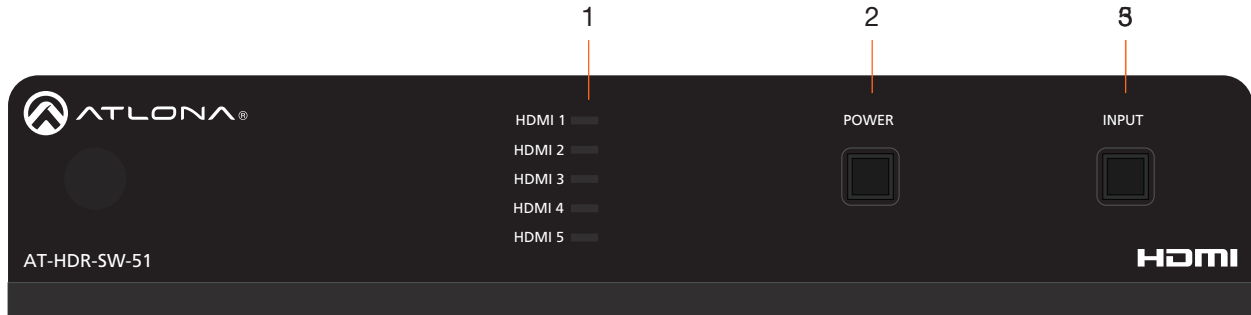 1 2
ATLONA®
HDMI 1
HDMI 2
HDMI 3
HDMI 4
HDMI 5
POWER
INPUT
AT-HDR-SW-51
HDMI